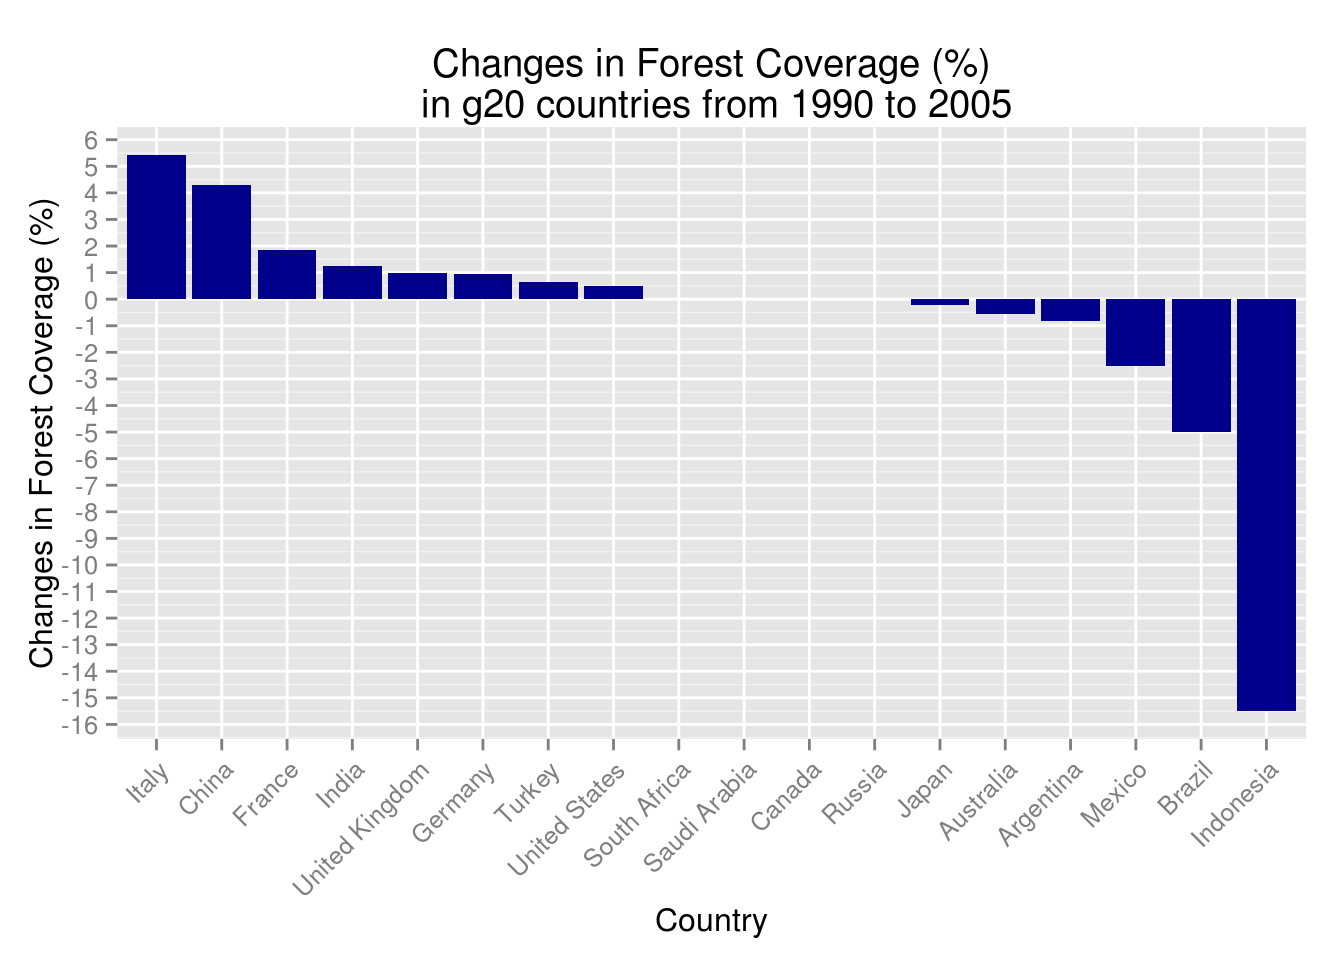 Changes in Forest Coverage (%)
in g20 countries from 1990 to 2005
Changes in Forest Coverage (%)
6
5
4
3
2
1
0
-1
-2
-3
-4
-5
-6
-7
-8
-9
-10
-11
-12
-13
-14
-15
-16
Italy
China
France
India
United Kingdom
Germany
Turkey
United States
South Africa
Saudi Arabia
Canada
Russia
Japan
Australia
Argentina
Mexico
Brazil
Indonesia
Country